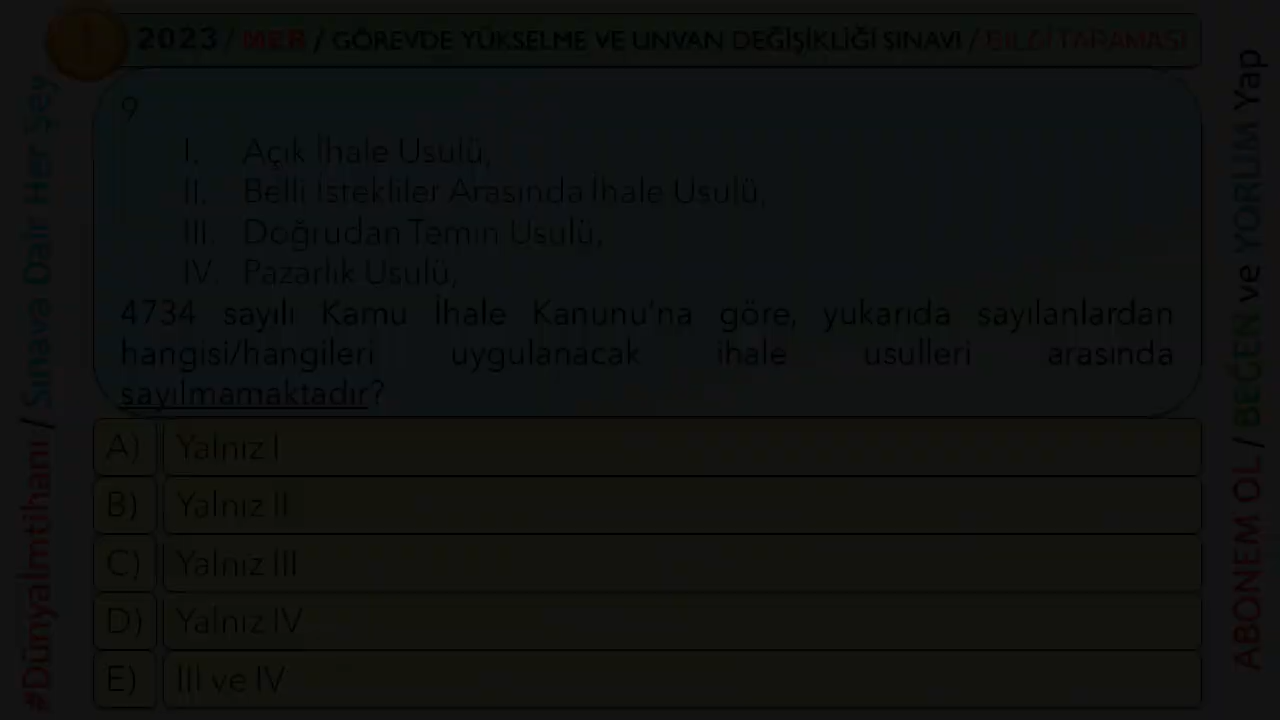 ! 2023 / MEB / GÖREVDE YÜKSELME VE UNVAN DEĞİŞİKLİĞİ SINAVI / BİLGİ TARAMASI
9
I. Açık İhale Usulü,
II. Belli İstekliler Arasında İhale Usulü,
III. Doğrudan Temin Usulü,
IV. Pazarlık Usulü,
4734 sayılı Kamu İhale Kanunu'na göre, yukarıda sayılanlardan
hangisi/hangileri uygulanacak ihale usulleri arasında
sayılmamaktadır?
A) Yalnız I
B) Yalnız II
C) Yalnız III
D) Yalnız IV
E) III ve IV
#Dünyalmtihanı / Sınava Dair Her Şey
ABONEM OL / BEĞEN ve YORUM Yap